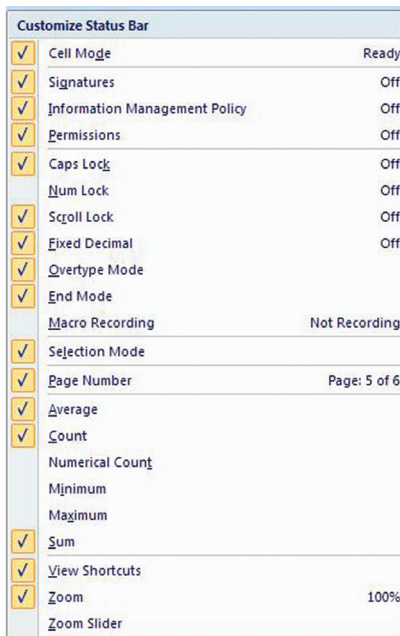 Customize Status Bar
Cell Mode Ready
Signatures Off
Information Management Policy Off
Permissions Off
Caps Lock Off
Num Lock Off
Scroll Lock Off
Fixed Decimal Off
Overtype Mode
End Mode
Macro Recording Not Recording
Selection Mode
Page Number Page: 5 of 6
Average
Count
Numerical Count
Minimum
Maximum
Sum
View Shortcuts
Zoom 100%
Zoom Slider